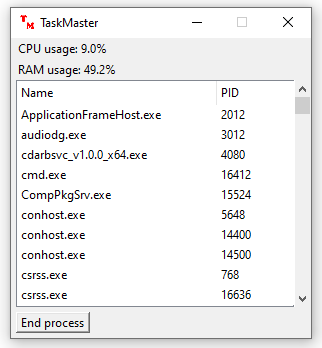 TM TaskMaster
CPU usage: 9.0%
RAM usage: 49.2%
Name PID
ApplicationFrameHost.exe 2012
audiodg.exe 3012
cdarbsvc_v1.0.0_x64.exe 4080
cmd.exe 16412
CompPkgSrv.exe 15524
conhost.exe 5648
conhost.exe 14400
conhost.exe 14500
csrss.exe 768
csrss.exe 16636
End process